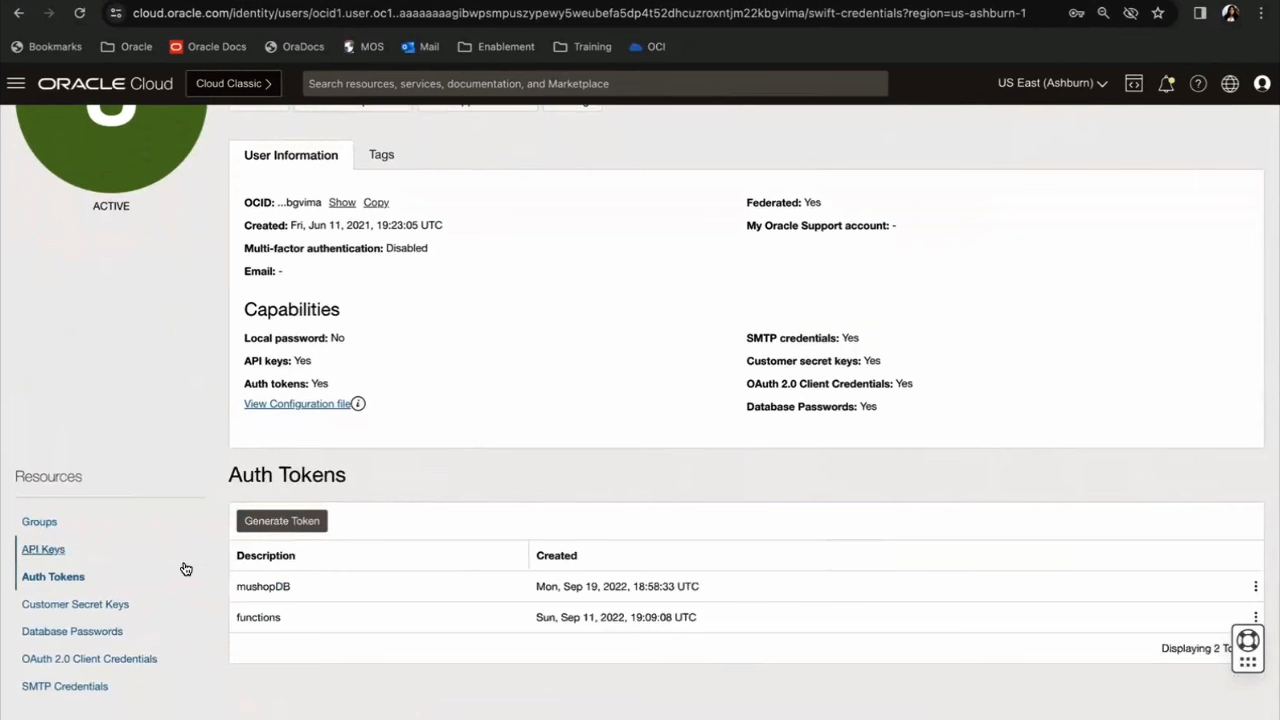 cloud.oracle.com/identity/users/ocid1.user.oc1..aaaaaaaagibwpsmpuszypewy5weubefa5dp4t52dhcuzroxntjm22kbgvima/swift-credentials?region=us-ashburn-1
Bookmarks Oracle Oracle Docs OraDocs MOS Mail Enablement Training OCI
ORACLE Cloud Cloud Classic Search resources, services, documentation, and Marketplace US East (Ashburn)
ACTIVE
User Information Tags
OCID: ...bgvima Show Copy
Federated: Yes
Created: Fri, Jun 11, 2021, 19:23:05 UTC
My Oracle Support account: -
Multi-factor authentication: Disabled
Email: -
Capabilities
Local password: No
SMTP credentials: Yes
API keys: Yes
Customer secret keys: Yes
Auth tokens: Yes
OAuth 2.0 Client Credentials: Yes
View Configuration file
Database Passwords: Yes
Resources
Groups
API Keys
Auth Tokens
Customer Secret Keys
Database Passwords
OAuth 2.0 Client Credentials
SMTP Credentials
Auth Tokens
Generate Token
Description Created
mushopDB Mon, Sep 19, 2022, 18:58:33 UTC
functions Sun, Sep 11, 2022, 19:09:08 UTC
Displaying 2